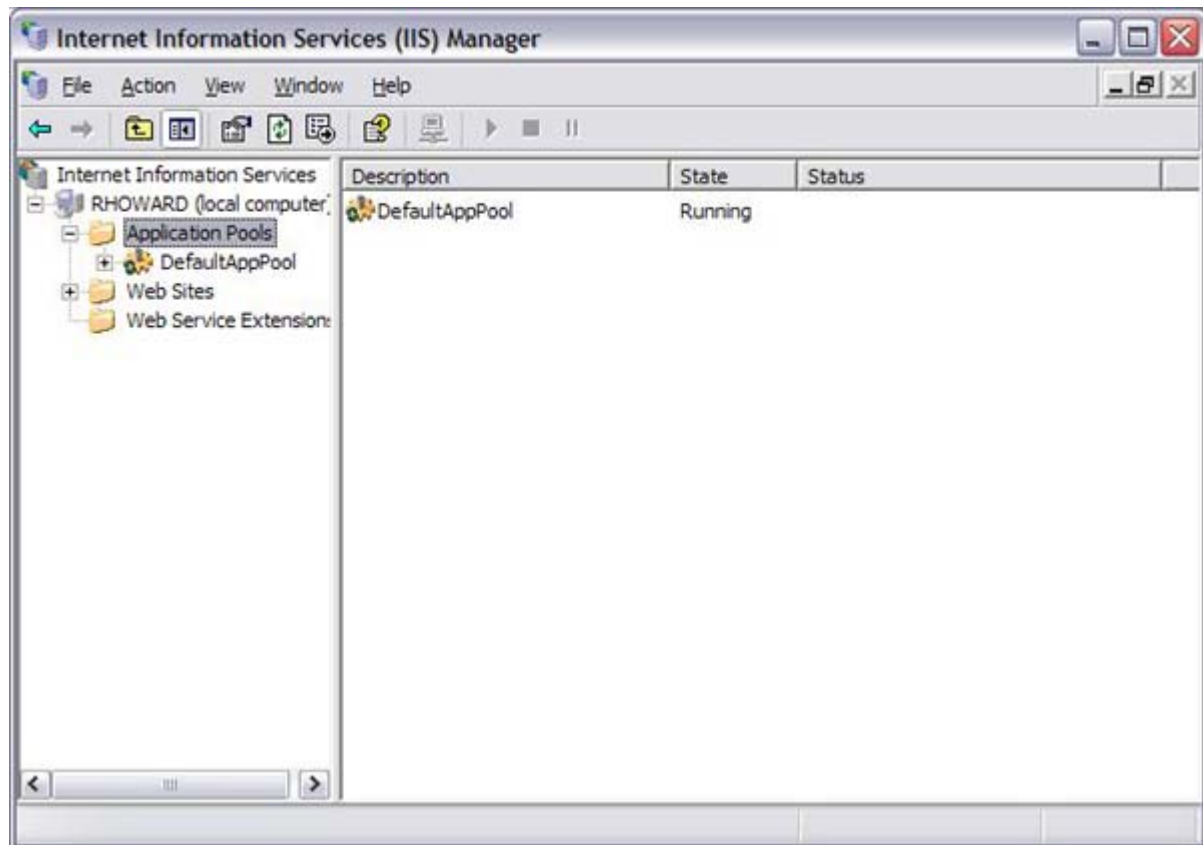 Internet Information Services (IIS) Manager
File Action View Window Help
Internet Information Services
RHOWARD (local computer)
Application Pools
DefaultAppPool
Web Sites
Web Service Extensions
Description State Status
DefaultAppPool Running